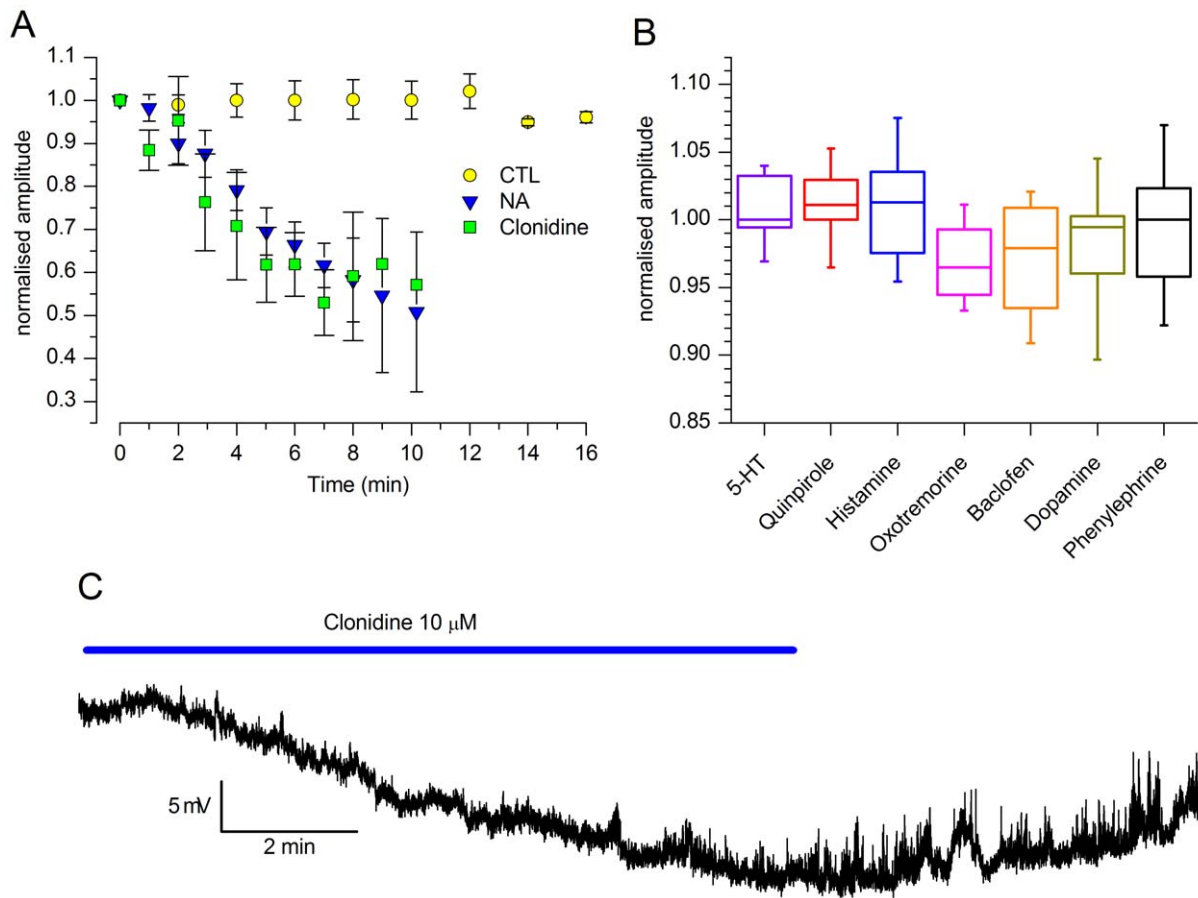 A
1.1
1.0
0.9
0.8
0.7
0.6
0.5
0.4
0.3
normalised amplitude
CTL
NA
Clonidine
0 2 4 6 8 10 12 14 16
Time (min)
B
1.10
1.05
1.00
0.95
0.90
0.85
normalised amplitude
5-HT
Quinpirole
Histamine
Oxotremorine
Baclofen
Dopamine
Phenylephrine
C
Clonidine 10 μM
5 mV
2 min